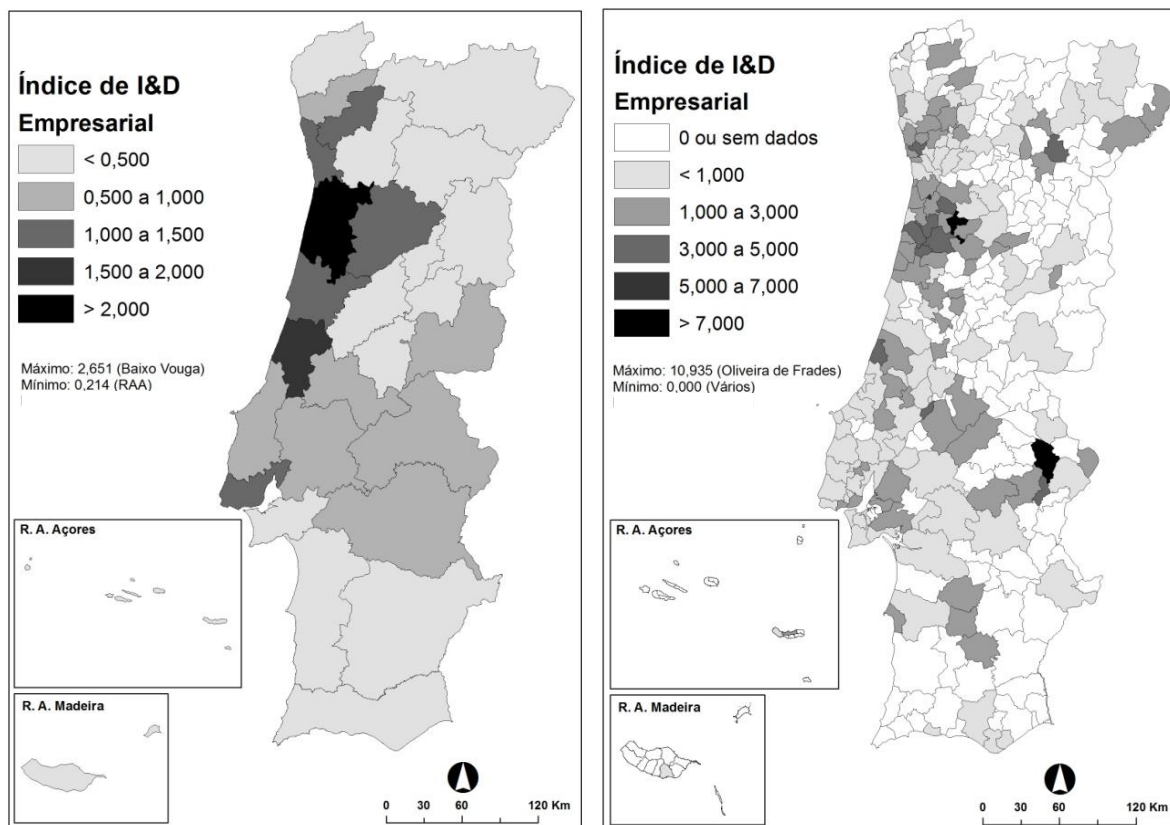 Índice de I&D
Empresarial
< 0,500
0,500 a 1,000
1,000 a 1,500
1,500 a 2,000
> 2,000
Máximo: 2,651 (Baixo Vouga)
Mínimo: 0,214 (RAA)
R. A. Açores
R. A. Madeira
0 30 60 120 Km
Índice de I&D
Empresarial
0 ou sem dados
< 1,000
1,000 a 3,000
3,000 a 5,000
5,000 a 7,000
> 7,000
Máximo: 10,935 (Oliveira de Frades)
Mínimo: 0,000 (Vários)
R. A. Açores
R. A. Madeira
0 30 60 120 Km